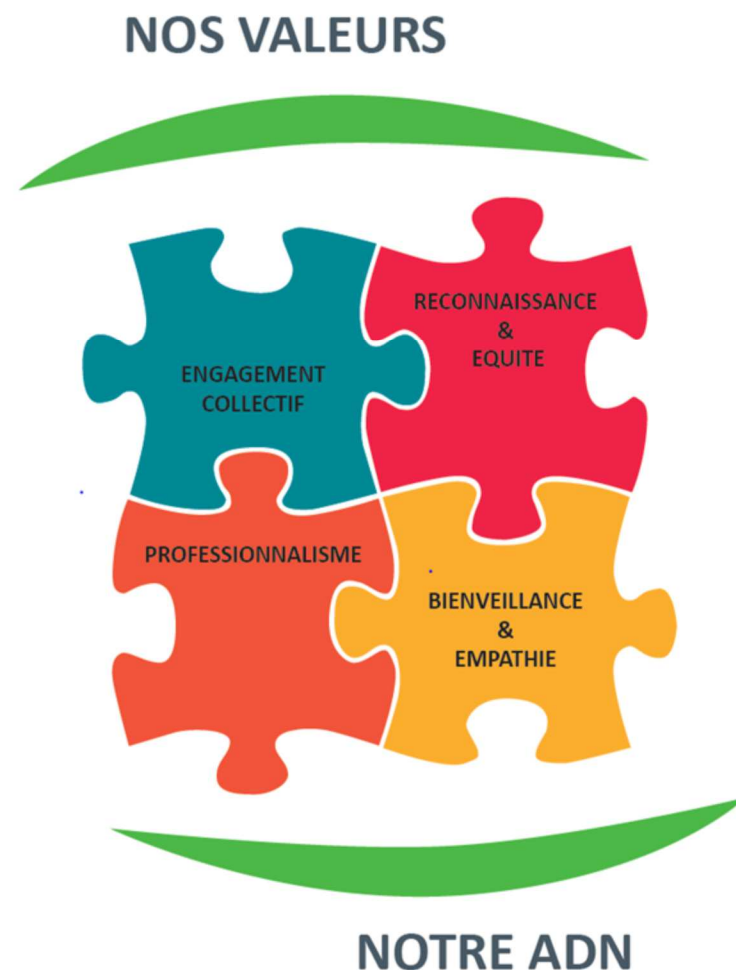 NOS VALEURS
ENGAGEMENT
COLLECTIF
RECONNAISSANCE
&
EQUITE
PROFESSIONNALISME
BIENVEILLANCE
&
EMPATHIE
NOTRE ADN